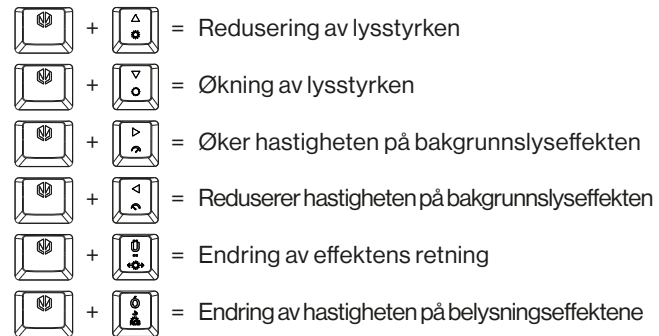 + = Redusering av lysstyrken
+ = Økning av lysstyrken
+ = Øker hastigheten på bakgrunnslyseffekten
+ = Reduserer hastigheten på bakgrunnslyseffekten
+ = Endring av effektens retning
+ = Endring av hastigheten på belysningseffektene